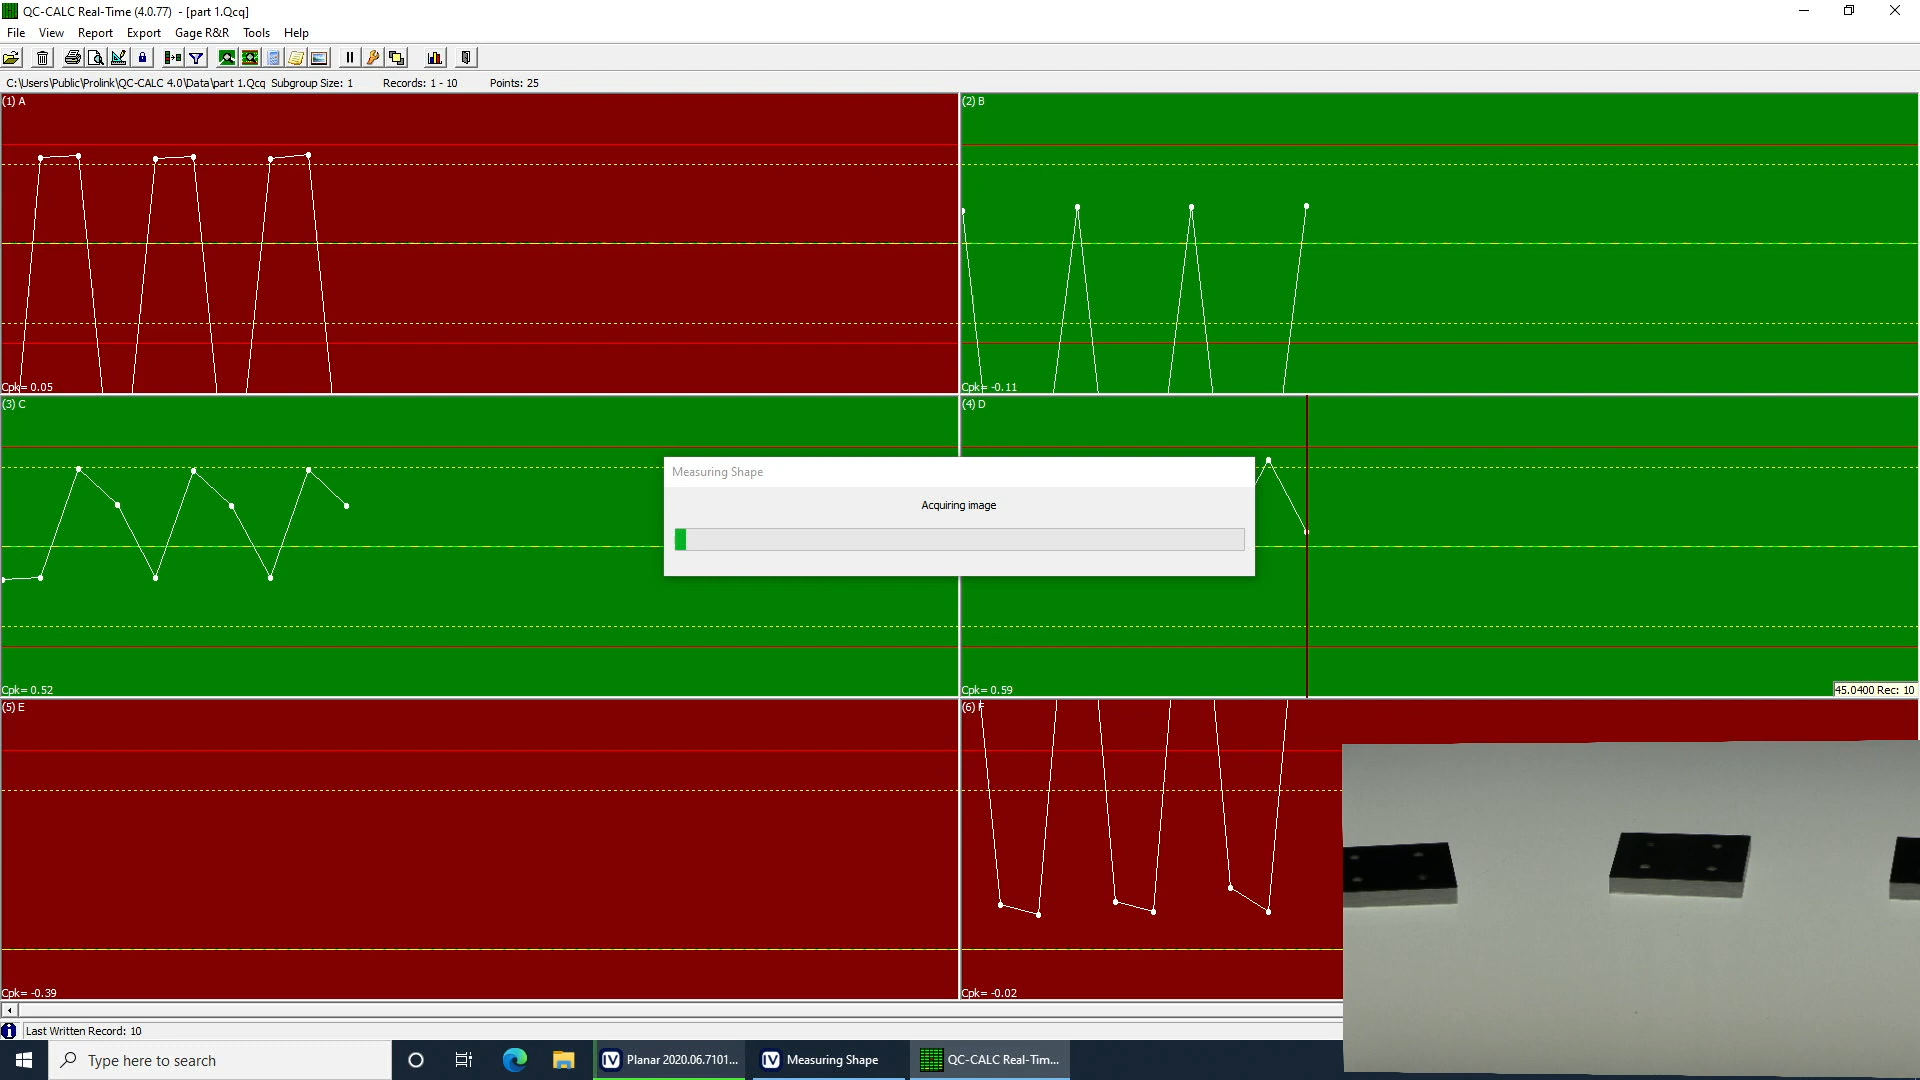 QC-CALC Real-Time (4.0.77) - [part 1.Qcq]
File View Report Export Gage R&R Tools Help
C:\Users\Public\Prolink\QC-CALC 4.0\Data\part 1.Qcq Subgroup Size: 1 Records: 1 - 10 Points: 25
(1) A
Cpk= 0.05
(2) B
Cpk= -0.11
(3) C
Cpk= 0.52
(4) D
Cpk= 0.59
45.0400 Rec: 10
Measuring Shape
Acquiring image
(5) E
Cpk= -0.39
(6) F
Cpk= -0.02
Last Written Record: 10
Type here to search
IV Planar 2020.06.7101...
IV Measuring Shape
QC-CALC Real-Tim...